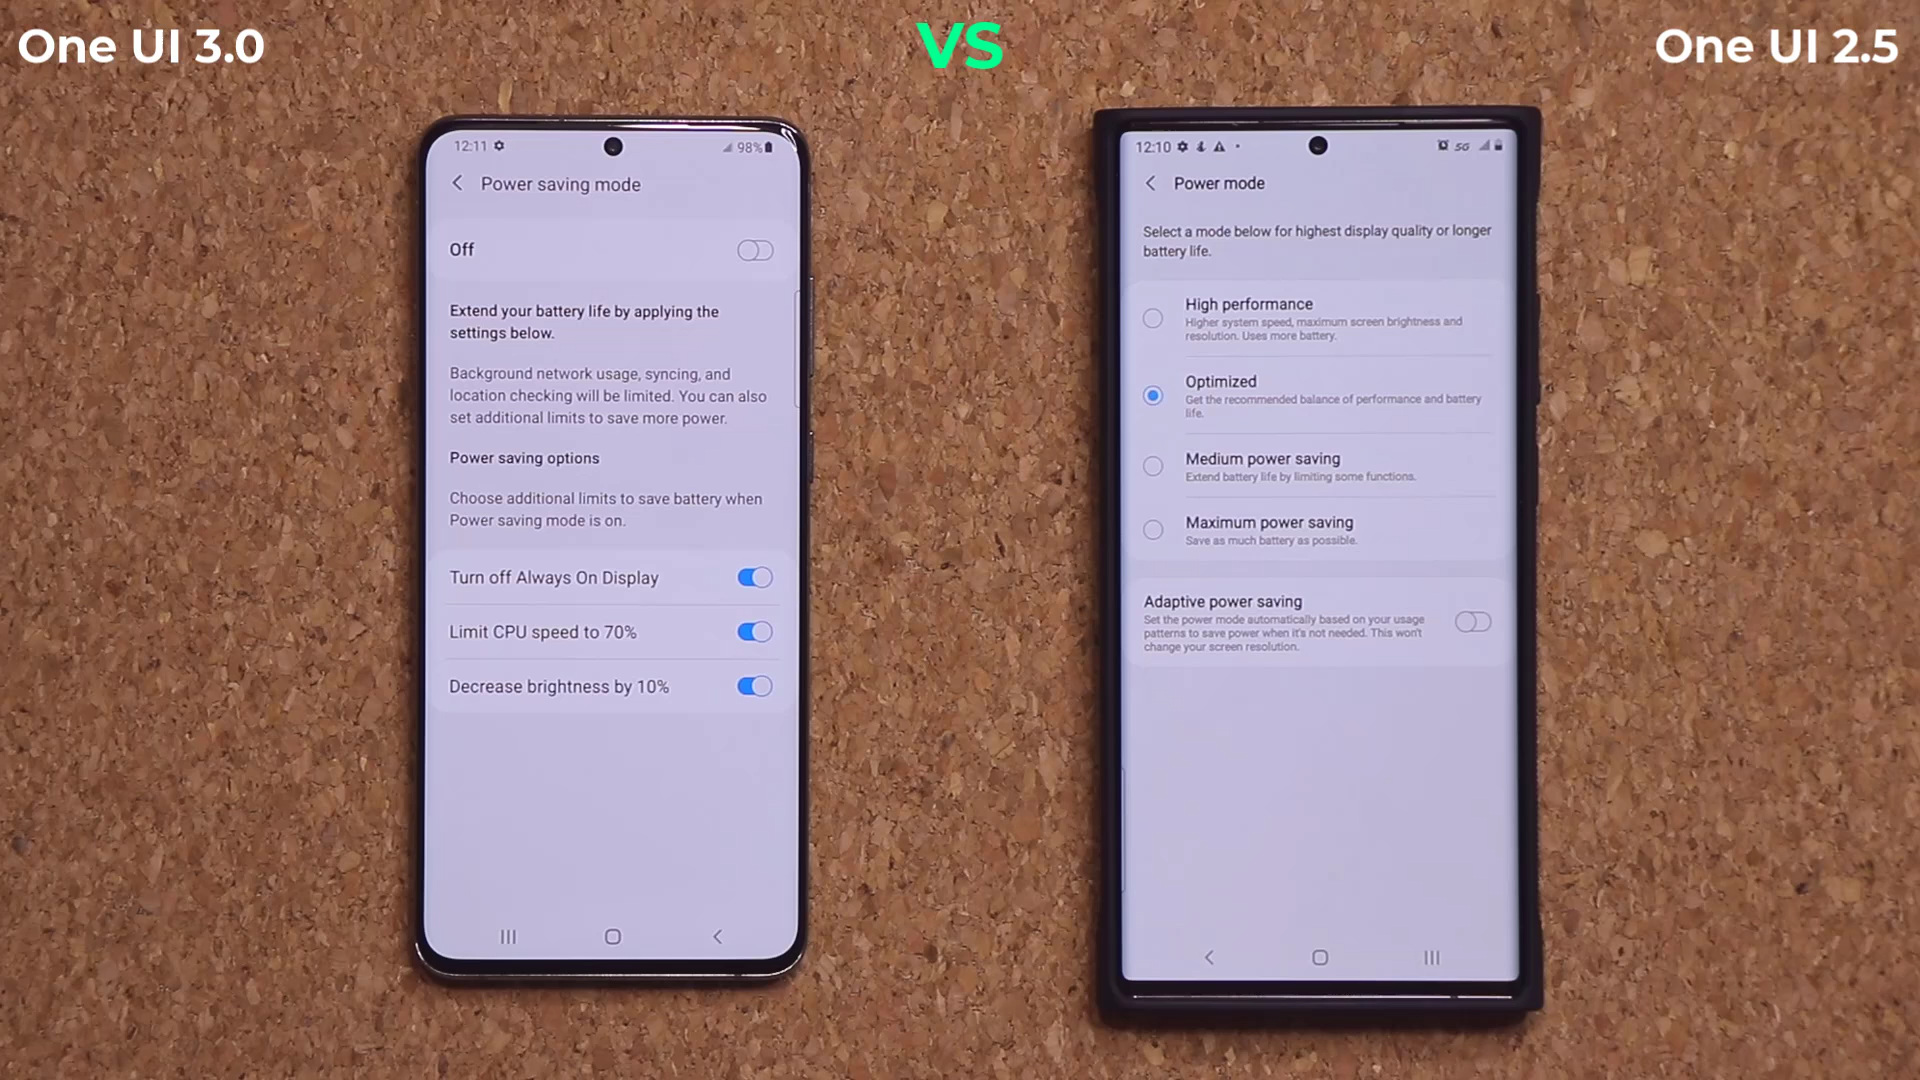 One UI 3.0
VS
One UI 2.5
12:11
98%
Power saving mode
Off
Extend your battery life by applying the
settings below.
Background network usage, syncing, and
location checking will be limited. You can also
set additional limits to save more power.
Power saving options
Choose additional limits to save battery when
Power saving mode is on.
Turn off Always On Display
Limit CPU speed to 70%
Decrease brightness by 10%
12:10
5G
Power mode
Select a mode below for highest display quality or longer
battery life.
High performance
Higher system speed, maximum screen brightness and
resolution. Uses more battery.
Optimized
Get the recommended balance of performance and battery
life.
Medium power saving
Extend battery life by limiting some functions.
Maximum power saving
Save as much battery as possible.
Adaptive power saving
Set the power mode automatically based on your usage
patterns to save power when it's not needed. This won't
change your screen resolution.